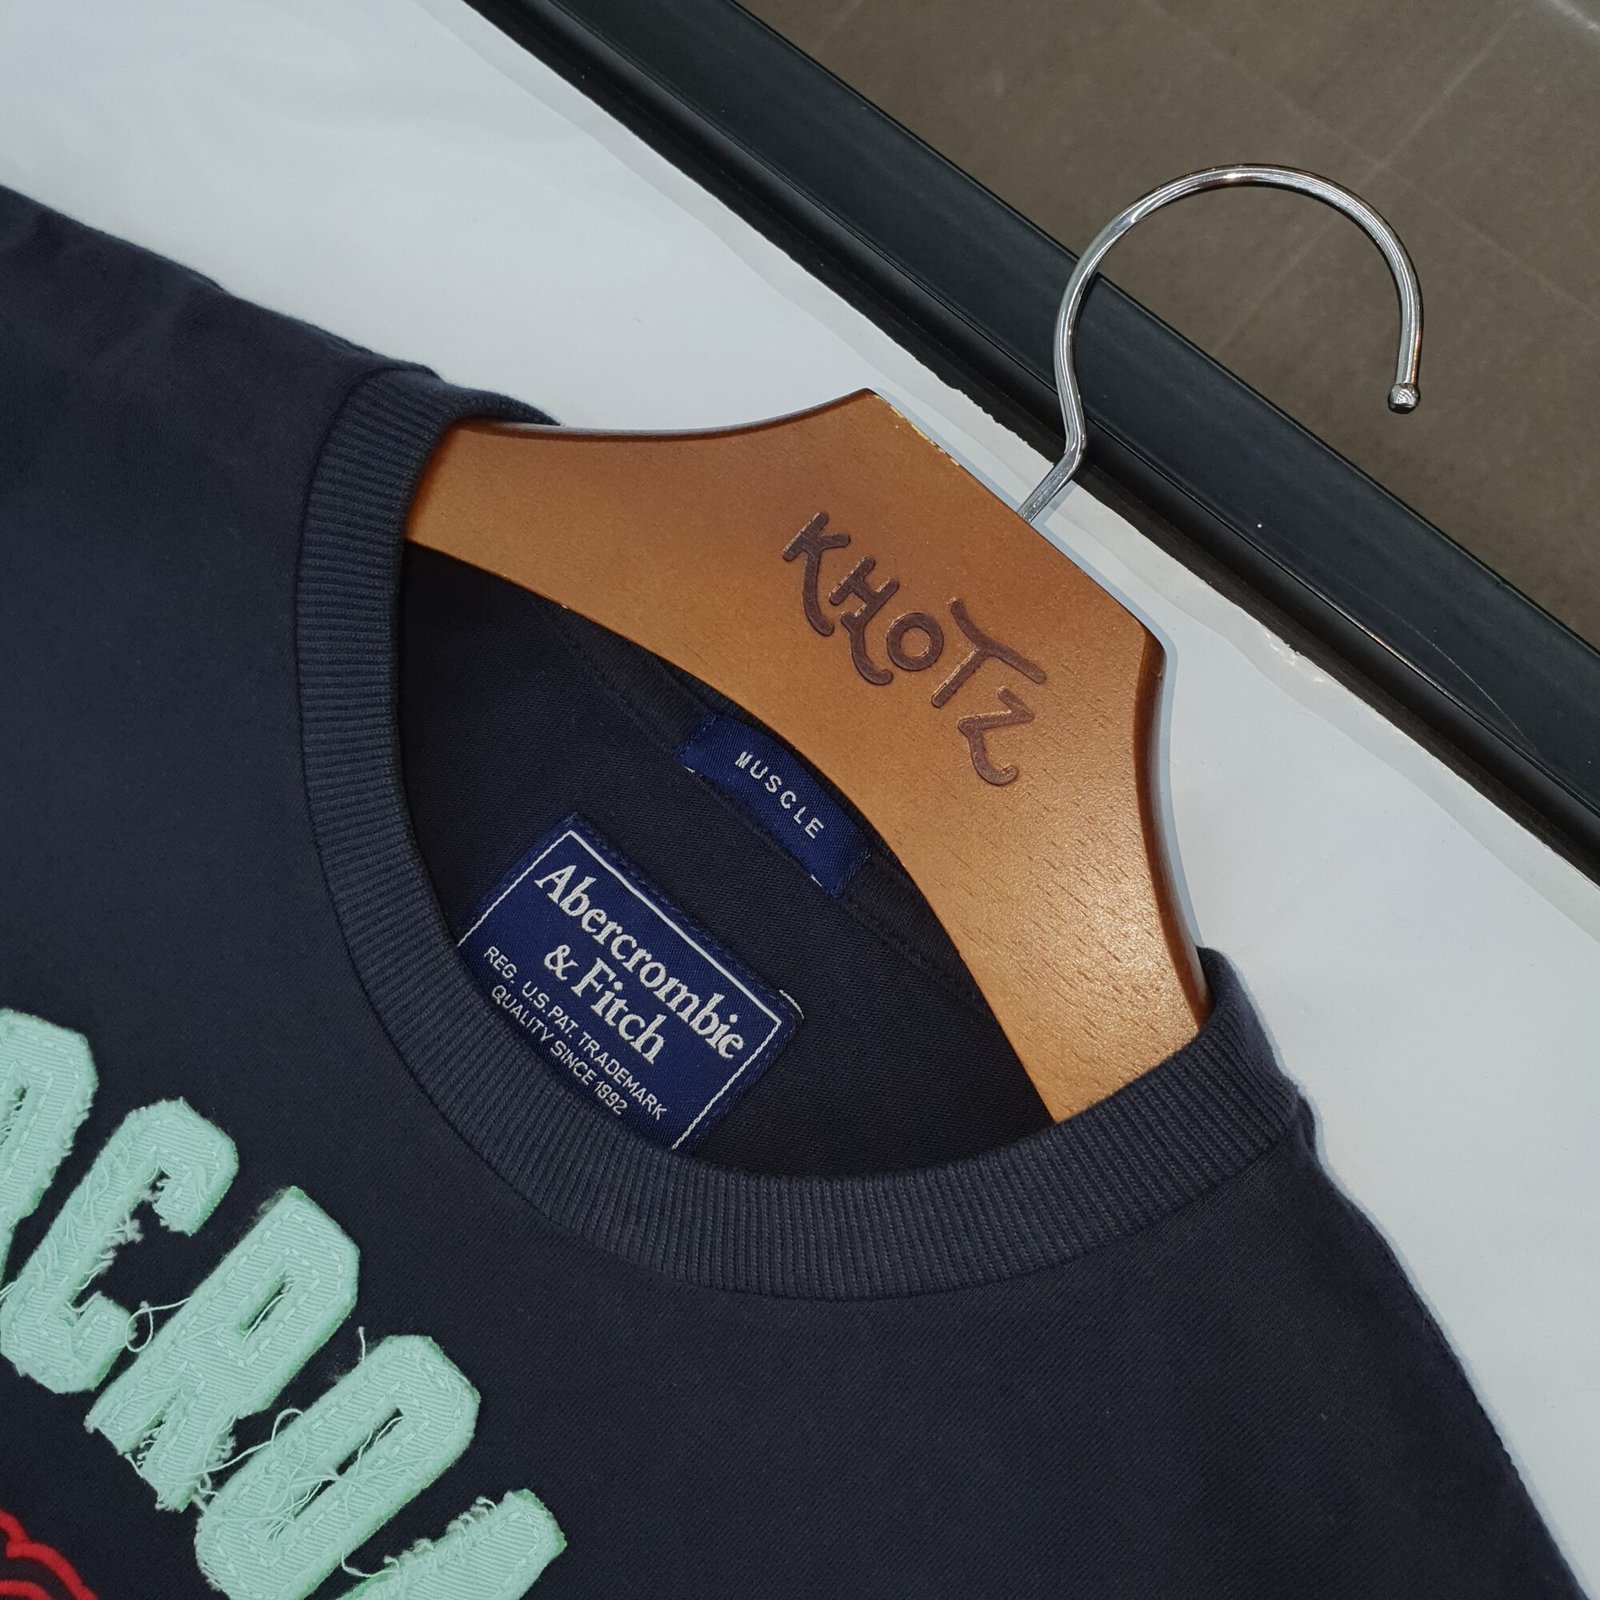 KHOTZ
MUSCLE
Abercrombie
& Fitch
REG. U.S. PAT. TRADEMARK
QUALITY SINCE 1892